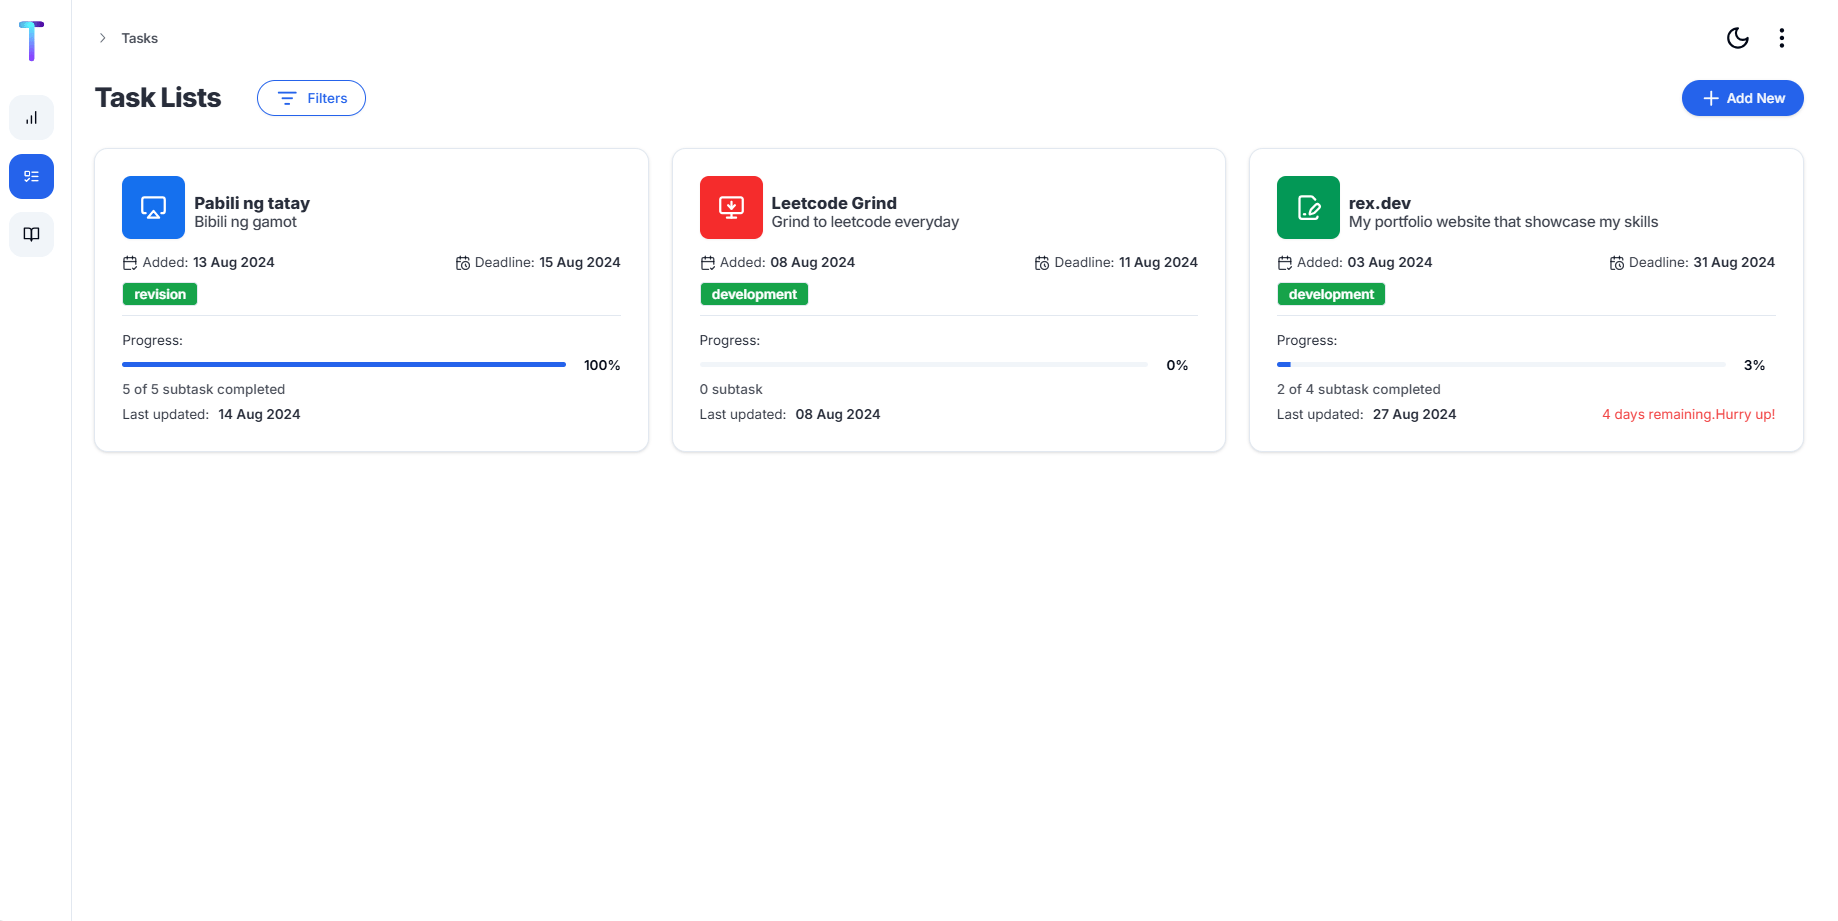 T
Tasks
Task Lists
Filters
Add New
Pabili ng tatay
Bibili ng gamot
Added: 13 Aug 2024
Deadline: 15 Aug 2024
revision
Progress:
100%
5 of 5 subtask completed
Last updated: 14 Aug 2024
Leetcode Grind
Grind to leetcode everyday
Added: 08 Aug 2024
Deadline: 11 Aug 2024
development
Progress:
0%
0 subtask
Last updated: 08 Aug 2024
rex.dev
My portfolio website that showcase my skills
Added: 03 Aug 2024
Deadline: 31 Aug 2024
development
Progress:
3%
2 of 4 subtask completed
Last updated: 27 Aug 2024
4 days remaining.Hurry up!